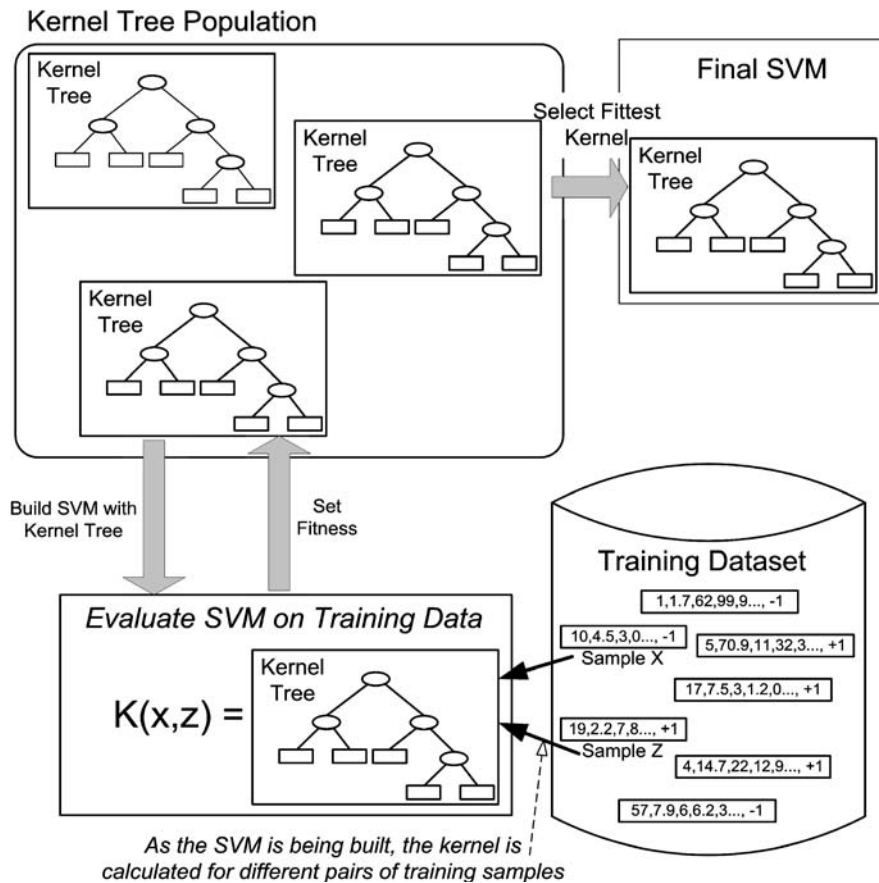 Kernel Tree Population
Kernel
Tree
Kernel
Tree
Kernel
Tree
Select Fittest
Kernel
Final SVM
Kernel
Tree
Build SVM with
Kernel Tree
Set
Fitness
Evaluate SVM on Training Data
K(x,z) =
Kernel
Tree
Training Dataset
1,1.7,62,99,9..., -1
10,4.5,3,0..., -1
Sample X
5,70.9,11,32,3..., +1
17,7.5,3,1.2,0..., +1
19,2.2,7,8..., +1
Sample Z
4,14.7,22,12,9..., +1
57,7.9,6,6.2,3..., -1
As the SVM is being built, the kernel is
calculated for different pairs of training samples